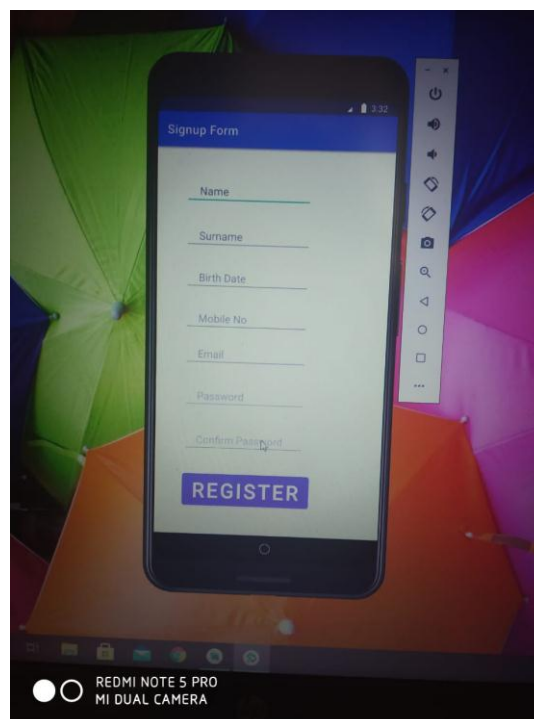 3:32
Signup Form
Name
Surname
Birth Date
Mobile No
Email
Password
Confirm Password
REGISTER
REDMI NOTE 5 PRO
MI DUAL CAMERA